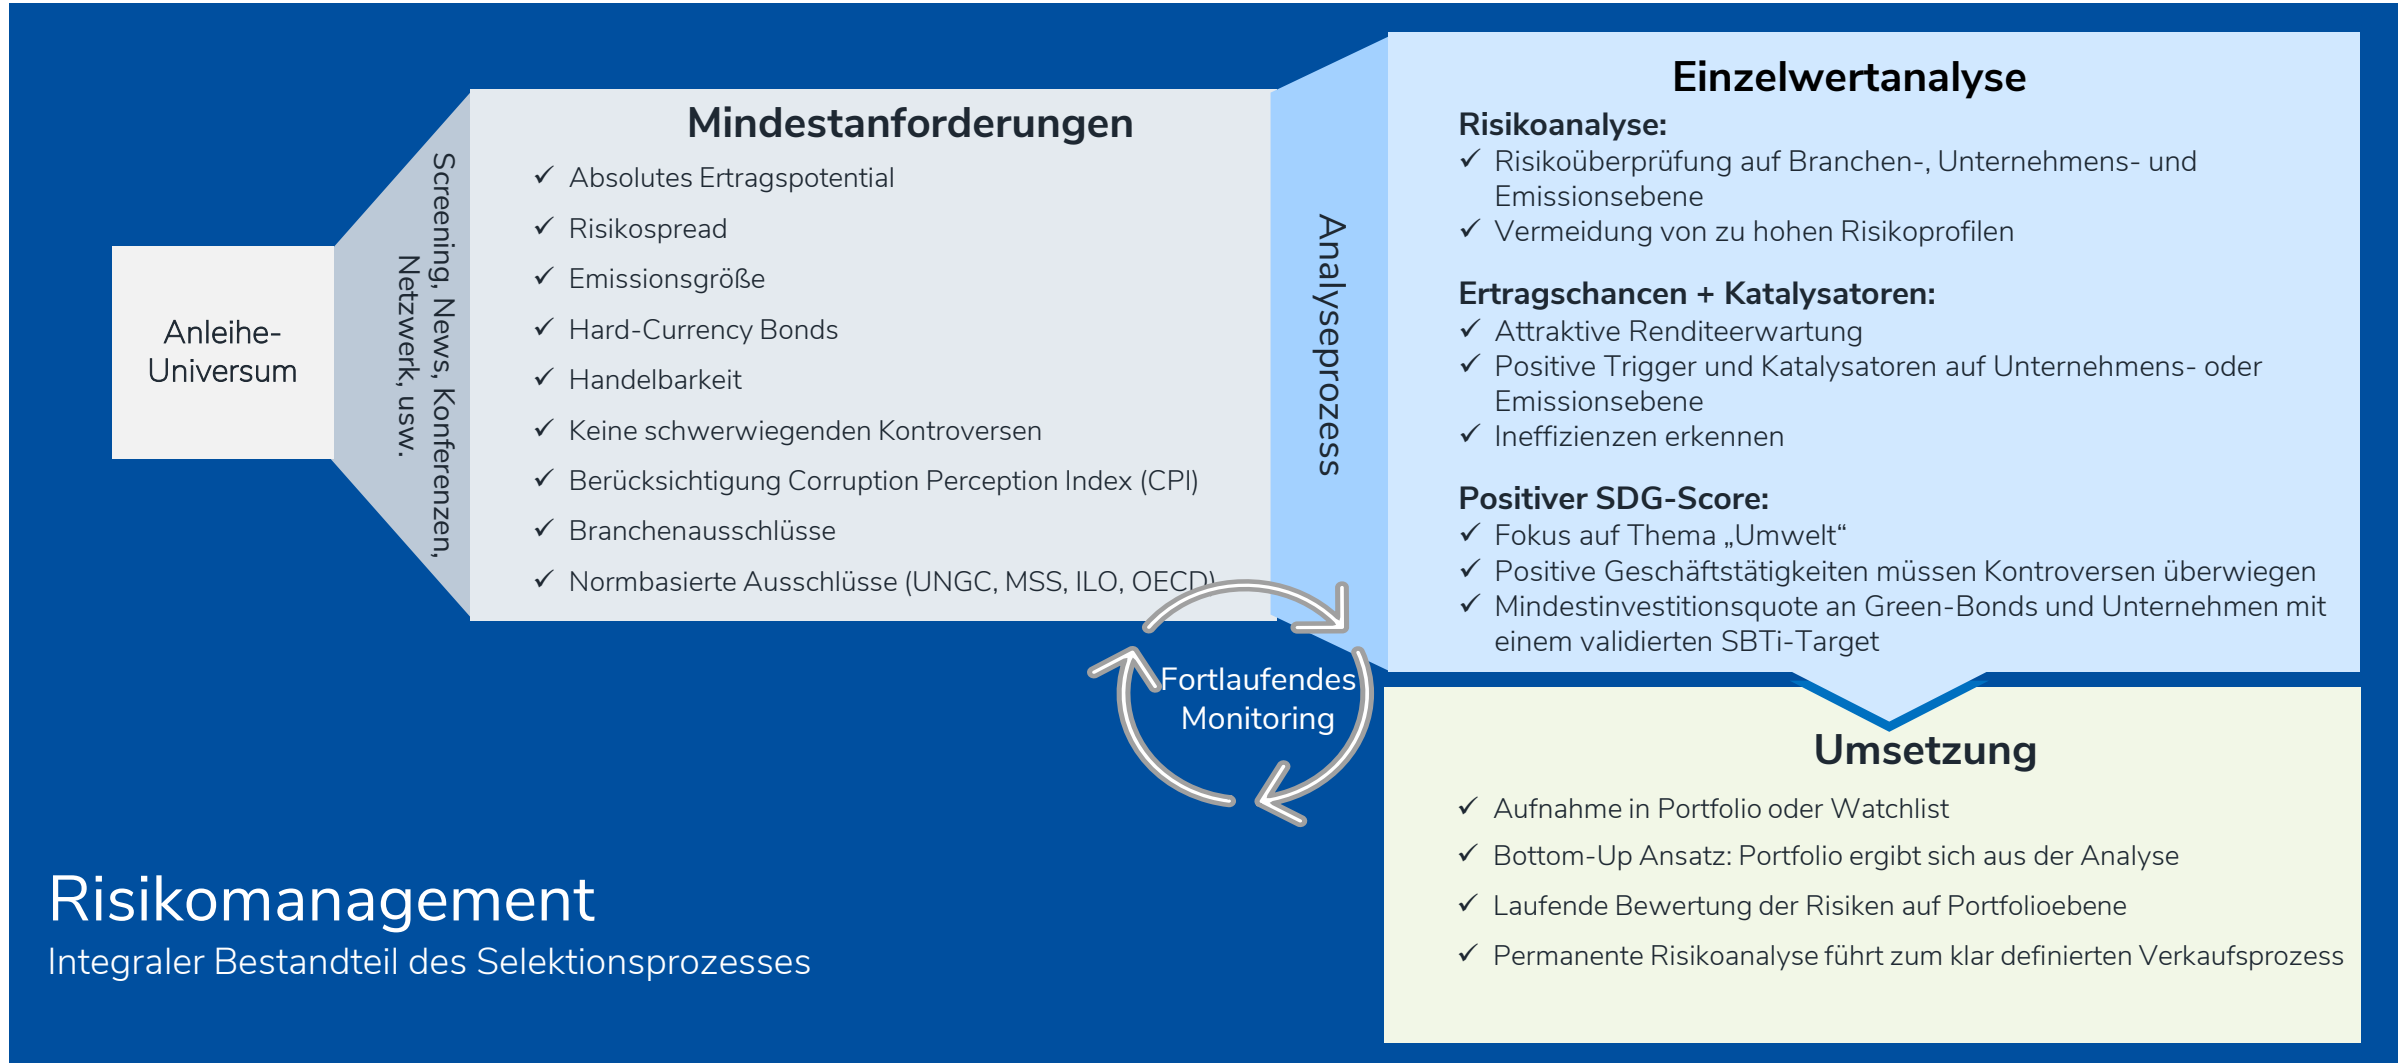 Anleihe-
Universum
Screening, News, Konferenzen,
Netzwerk, usw.
Mindestanforderungen
✓ Absolutes Ertragspotential
✓ Risikospread
✓ Emissionsgröße
✓ Hard-Currency Bonds
✓ Handelbarkeit
✓ Keine schwerwiegenden Kontroversen
✓ Berücksichtigung Corruption Perception Index (CPI)
✓ Branchenausschlüsse
✓ Normbasierte Ausschlüsse (UNGC, MSS, ILO, OECD)
Analyseprozess
Einzelwertanalyse
Risikoanalyse:
✓ Risikoüberprüfung auf Branchen-, Unternehmens- und
Emissionsebene
✓ Vermeidung von zu hohen Risikoprofilen
Ertragschancen + Katalysatoren:
✓ Attraktive Renditeerwartung
✓ Positive Trigger und Katalysatoren auf Unternehmens- oder
Emissionsebene
✓ Ineffizienzen erkennen
Positiver SDG-Score:
✓ Fokus auf Thema „Umwelt“
✓ Positive Geschäftstätigkeiten müssen Kontroversen überwiegen
✓ Mindestinvestitionsquote an Green-Bonds und Unternehmen mit
einem validierten SBTi-Target
Fortlaufendes
Monitoring
Umsetzung
✓ Aufnahme in Portfolio oder Watchlist
✓ Bottom-Up Ansatz: Portfolio ergibt sich aus der Analyse
✓ Laufende Bewertung der Risiken auf Portfolioebene
✓ Permanente Risikoanalyse führt zum klar definierten Verkaufsprozess
Risikomanagement
Integraler Bestandteil des Selektionsprozesses